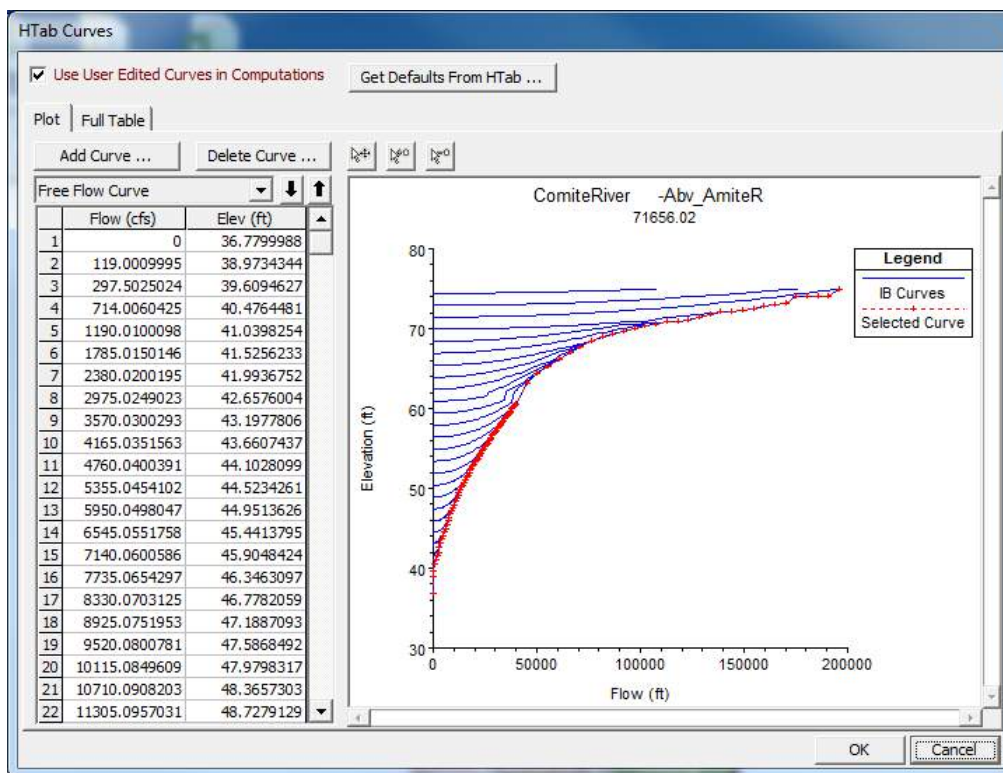 HTab Curves
Use User Edited Curves in Computations
Get Defaults From HTab ...
Plot
Full Table
Add Curve ...
Delete Curve ...
Free Flow Curve
Flow (cfs) Elev (ft)
1 0 36.7799988
2 119.0009995 38.9734344
3 297.5025024 39.6094627
4 714.0060425 40.4764481
5 1190.0100098 41.0398254
6 1785.0150146 41.5256233
7 2380.0200195 41.9936752
8 2975.0249023 42.6576004
9 3570.0300293 43.1977806
10 4165.0351563 43.6607437
11 4760.0400391 44.1028099
12 5355.0454102 44.5234261
13 5950.0498047 44.9513626
14 6545.0551758 45.4413795
15 7140.0600586 45.9048424
16 7735.0654297 46.3463097
17 8330.0703125 46.7782059
18 8925.0751953 47.1887093
19 9520.0800781 47.5868492
20 10115.0849609 47.9798317
21 10710.0908203 48.3657303
22 11305.0957031 48.7279129
ComiteRiver -Abv_AmiteR
71656.02
Elevation (ft)
80
70
60
50
40
30
0 50000 100000 150000 200000
Flow (ft)
Legend
IB Curves
Selected Curve
OK
Cancel